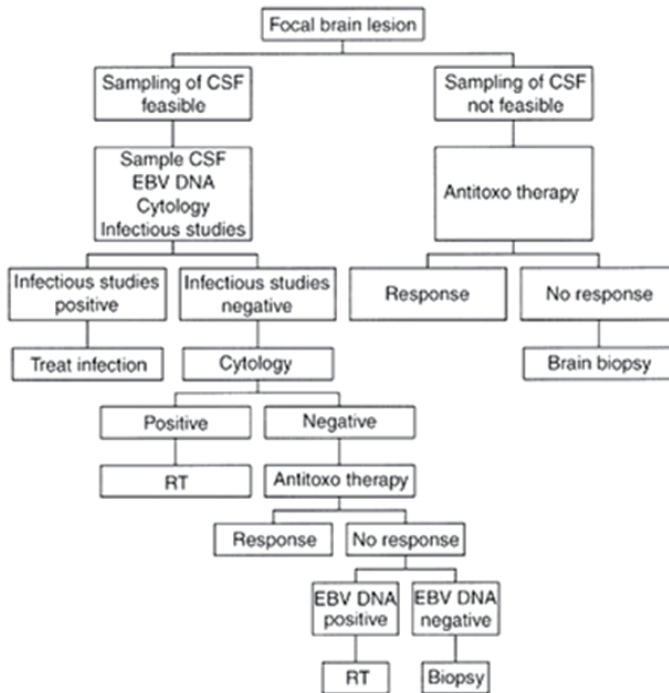 Focal brain lesion
Sampling of CSF
feasible
Sampling of CSF
not feasible
Sample CSF
EBV DNA
Cytology
Infectious studies
Antitoxo therapy
Infectious studies
positive
Infectious studies
negative
Response
No response
Treat infection
Cytology
Brain biopsy
Positive
Negative
RT
Antitoxo therapy
Response
No response
EBV DNA
positive
EBV DNA
negative
RT
Biopsy